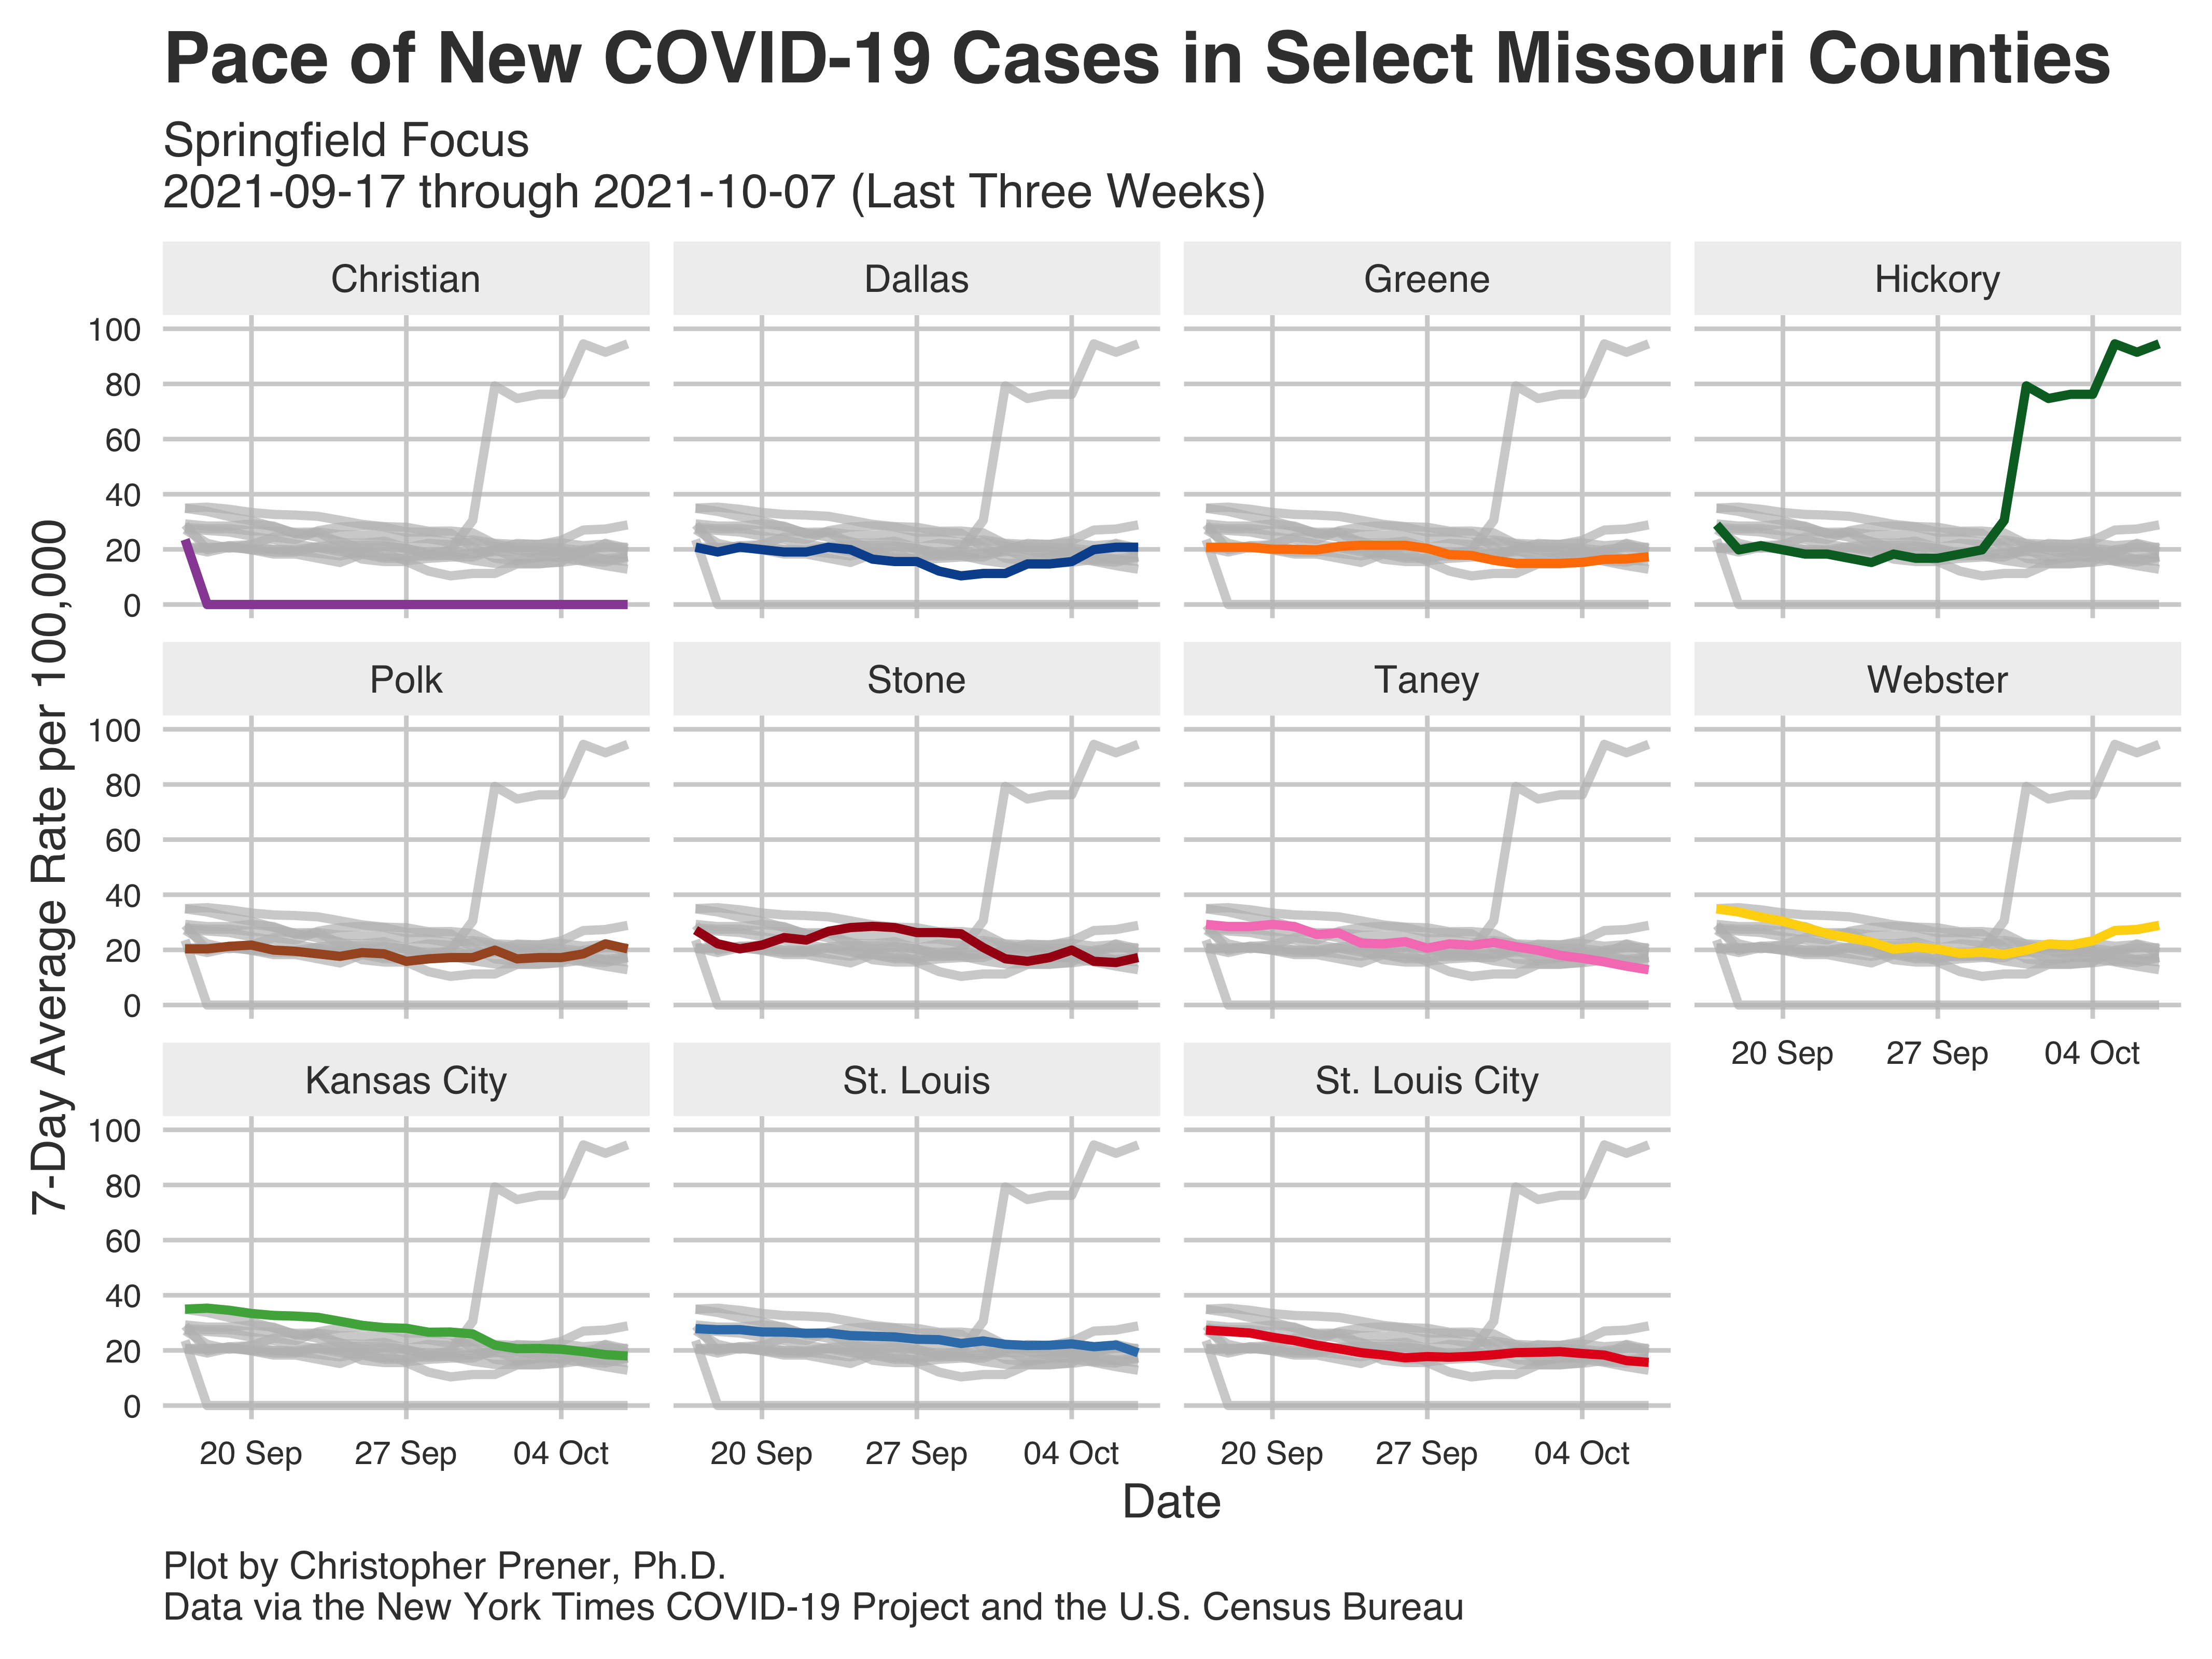 Pace of New COVID-19 Cases in Select Missouri Counties
Springfield Focus
2021-09-17 through 2021-10-07 (Last Three Weeks)
7-Day Average Rate per 100,000
Christian
Dallas
Greene
Hickory
100
80
60
40
20
0
Polk
Stone
Taney
Webster
100
80
60
40
20
0
20 Sep
27 Sep
04 Oct
Kansas City
St. Louis
St. Louis City
100
80
60
40
20
0
20 Sep
27 Sep
04 Oct
20 Sep
27 Sep
04 Oct
20 Sep
27 Sep
04 Oct
Date
Plot by Christopher Prener, Ph.D.
Data via the New York Times COVID-19 Project and the U.S. Census Bureau